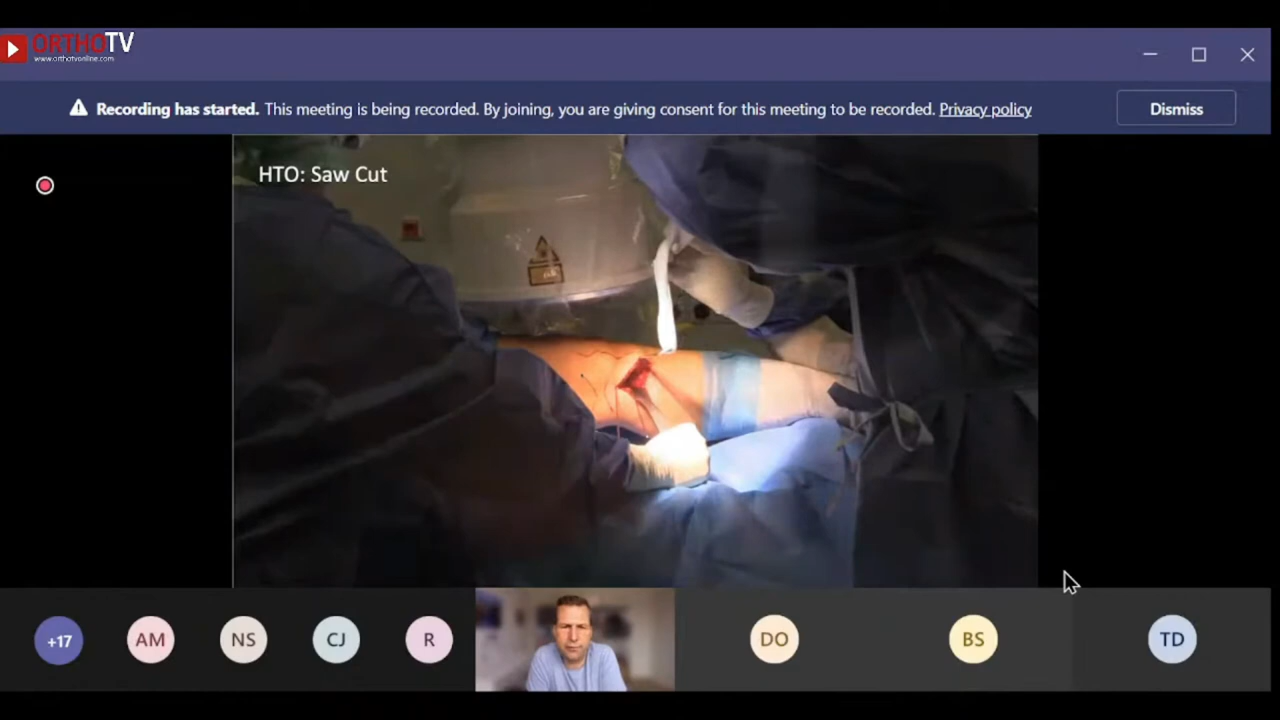 ORTHOTV
www.orthotvonline.com
Recording has started. This meeting is being recorded. By joining, you are giving consent for this meeting to be recorded. Privacy policy
Dismiss
HTO: Saw Cut
+17
AM
NS
CJ
R
DO
BS
TD